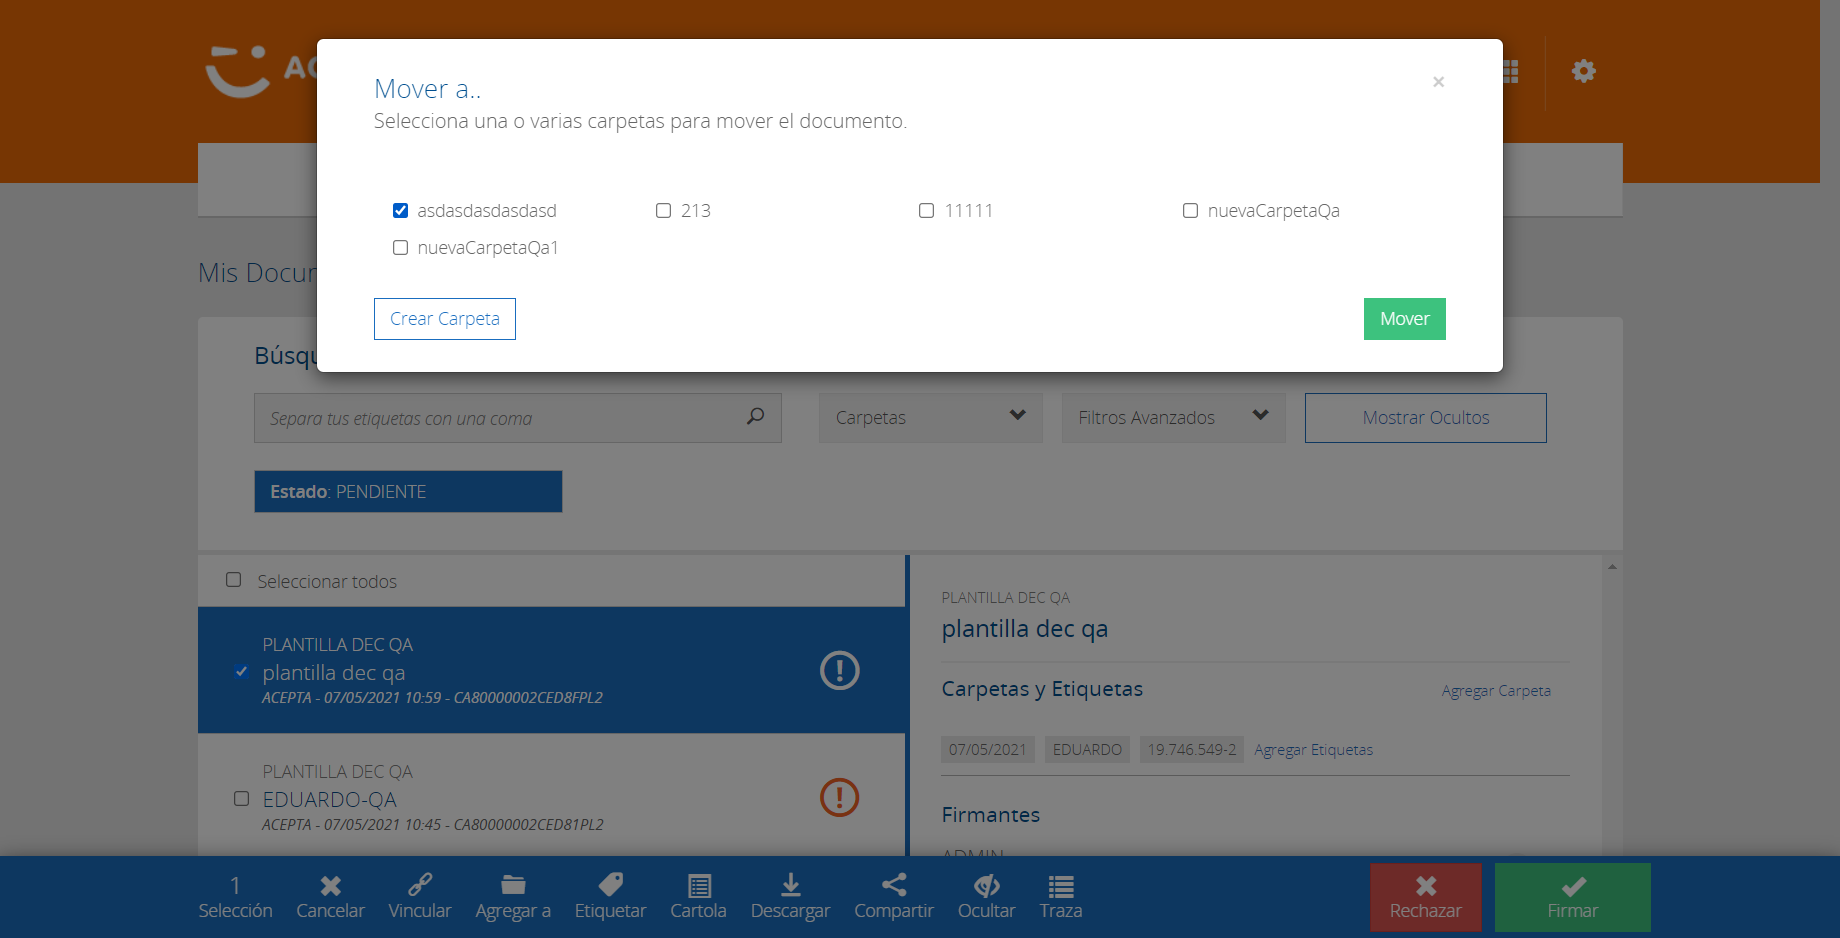 Mover a..
×
Selecciona una o varias carpetas para mover el documento.
asdasdasdasdasd
213
11111
nuevaCarpetaQa
nuevaCarpetaQa1
Crear Carpeta
Mover
Separa tus etiquetas con una coma
Carpetas
Filtros Avanzados
Mostrar Ocultos
Estado: PENDIENTE
Seleccionar todos
PLANTILLA DEC QA
plantilla dec qa
ACEPTA - 07/05/2021 10:59 - CA80000002CED8FPL2
PLANTILLA DEC QA
EDUARDO-QA
ACEPTA - 07/05/2021 10:45 - CA80000002CED81PL2
PLANTILLA DEC QA
plantilla dec qa
Carpetas y Etiquetas
Agregar Carpeta
07/05/2021
EDUARDO
19.746.549-2
Agregar Etiquetas
Firmantes
ADMIN
1
Selección
Cancelar
Vincular
Agregar a
Etiquetar
Cartola
Descargar
Compartir
Ocultar
Traza
Rechazar
Firmar